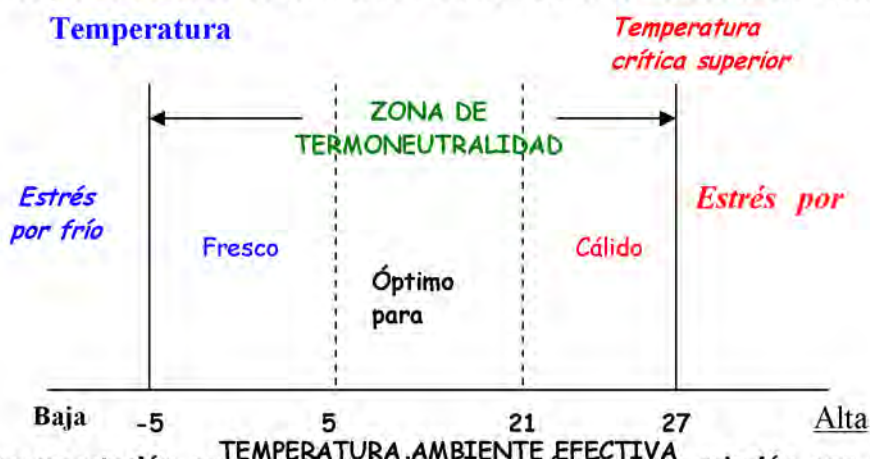 Temperatura
Temperatura
crítica superior
ZONA DE
TERMONEUTRALIDAD
Estrés
por frío
Estrés por
Fresco
Cálido
Óptimo
para
Baja -5 5 21 27 Alta
TEMPERATURA AMBIENTE EFECTIVA